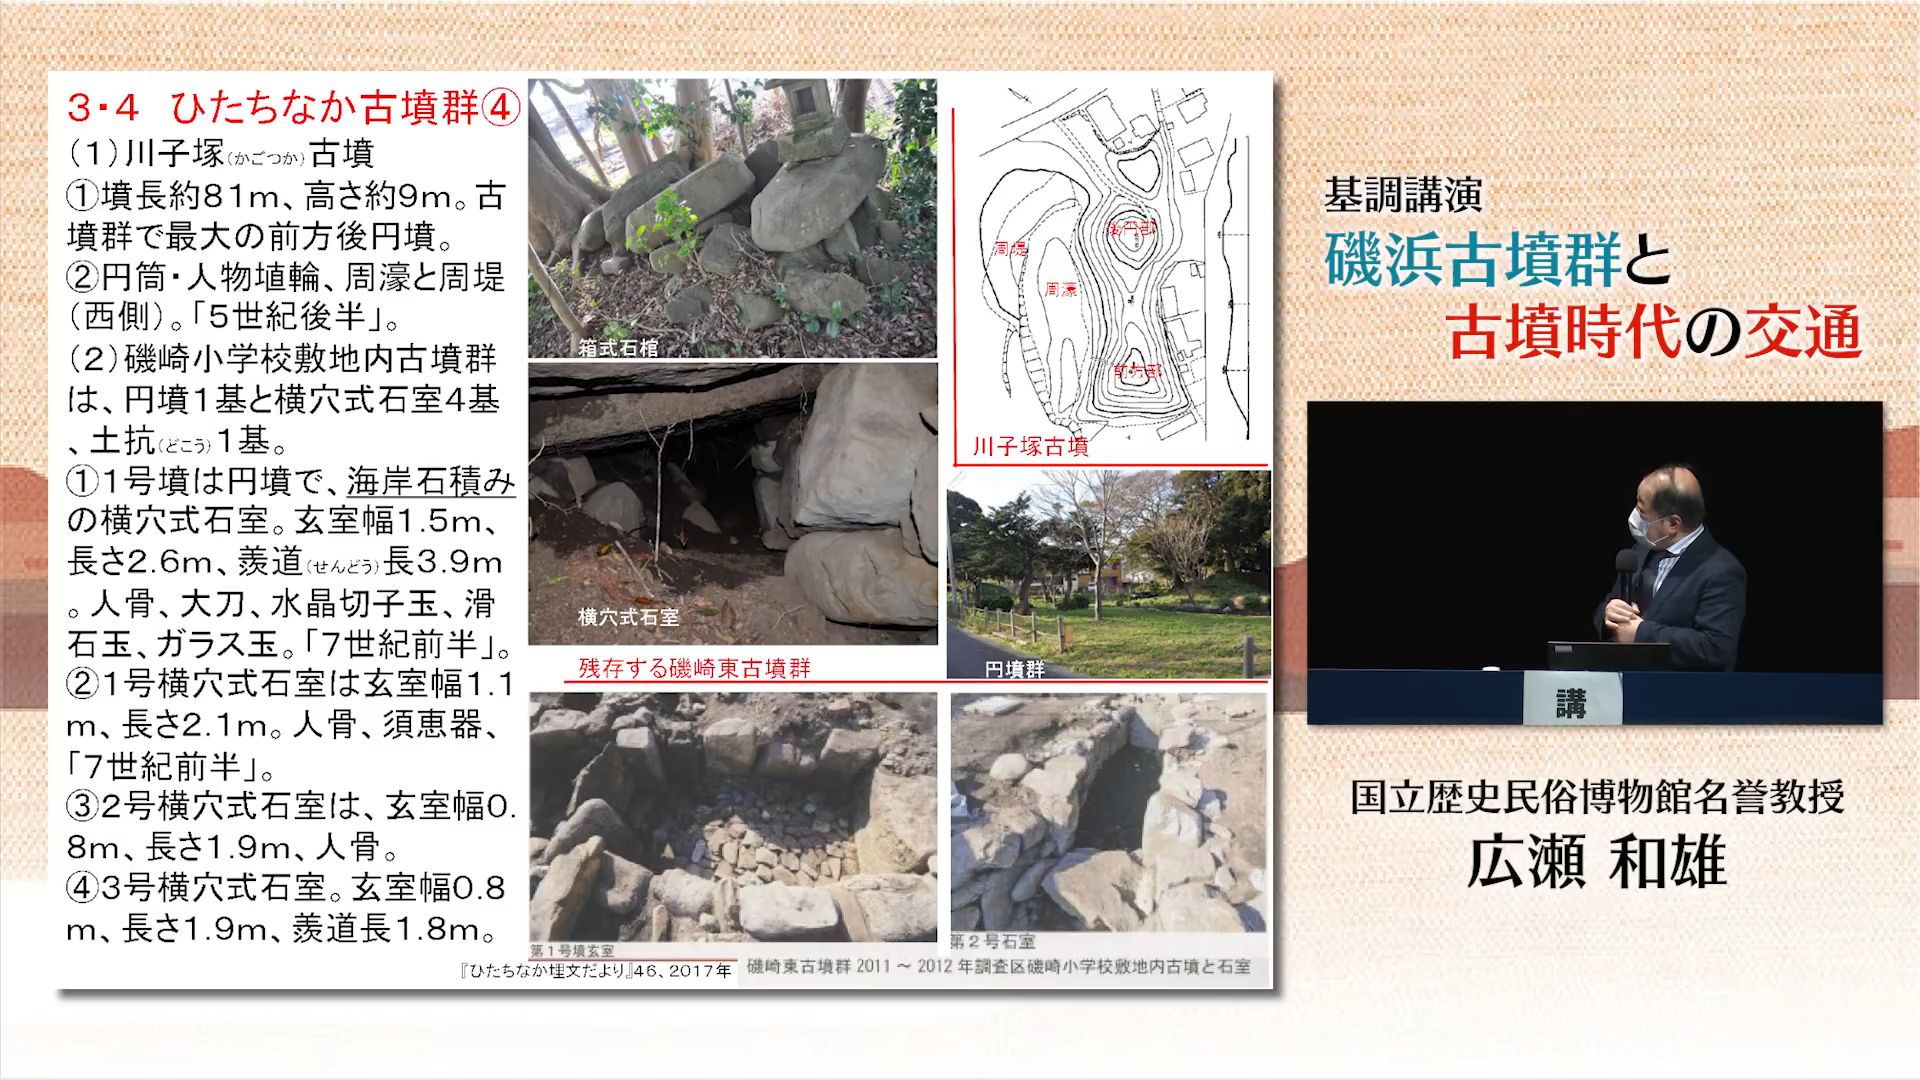 3・4 ひたちなか古墳群④
(1)川子塚(かごつか)古墳
①墳長約81m、高さ約9m。古
墳群で最大の前方後円墳。
②円筒・人物埴輪、周濠と周堤
(西側)。「5世紀後半」。
(2)磯崎小学校敷地内古墳群
は、円墳1基と横穴式石室4基
、土抗(どこう)1基。
①1号墳は円墳で、海岸石積み
の横穴式石室。玄室幅1.5m、
長さ2.6m、羨道(せんどう)長3.9m
。人骨、大刀、水晶切子玉、滑
石玉、ガラス玉。「7世紀前半」。
②1号横穴式石室は玄室幅1.1
m、長さ2.1m。人骨、須恵器、
「7世紀前半」。
③2号横穴式石室は、玄室幅0.
8m、長さ1.9m、人骨。
④3号横穴式石室。玄室幅0.8
m、長さ1.9m、羨道長1.8m。
箱式石棺
横穴式石室
残存する磯崎東古墳群
後円部
周堤
周濠
前方部
川子塚古墳
円墳群
第1号墳玄室
第2号石室
『ひたちなか埋文だより』46、2017年
磯崎東古墳群 2011 ～ 2012 年調査区磯崎小学校敷地内古墳と石室
基調講演
磯浜古墳群と
古墳時代の交通
講
国立歴史民俗博物館名誉教授
広瀬 和雄